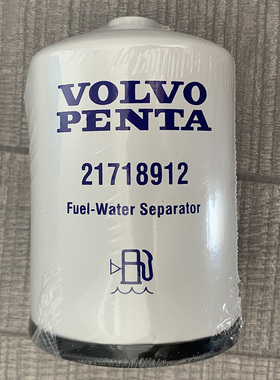 VOLVO
PENTA
21718912
Fuel-Water Separator